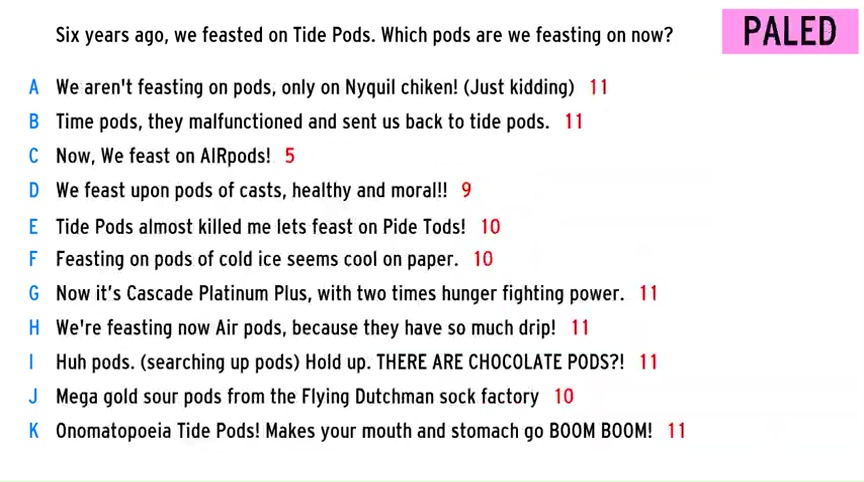 Six years ago, we feasted on Tide Pods. Which pods are we feasting on now?
PALED
A We aren't feasting on pods, only on Nyquil chiken! (Just kidding) 11
B Time pods, they malfunctioned and sent us back to tide pods. 11
C Now, We feast on AIRpods! 5
D We feast upon pods of casts, healthy and moral!! 9
E Tide Pods almost killed me lets feast on Pide Tods! 10
F Feasting on pods of cold ice seems cool on paper. 10
G Now it's Cascade Platinum Plus, with two times hunger fighting power. 11
H We're feasting now Air pods, because they have so much drip! 11
I Huh pods. (searching up pods) Hold up. THERE ARE CHOCOLATE PODS?! 11
J Mega gold sour pods from the Flying Dutchman sock factory 10
K Onomatopoeia Tide Pods! Makes your mouth and stomach go BOOM BOOM! 11